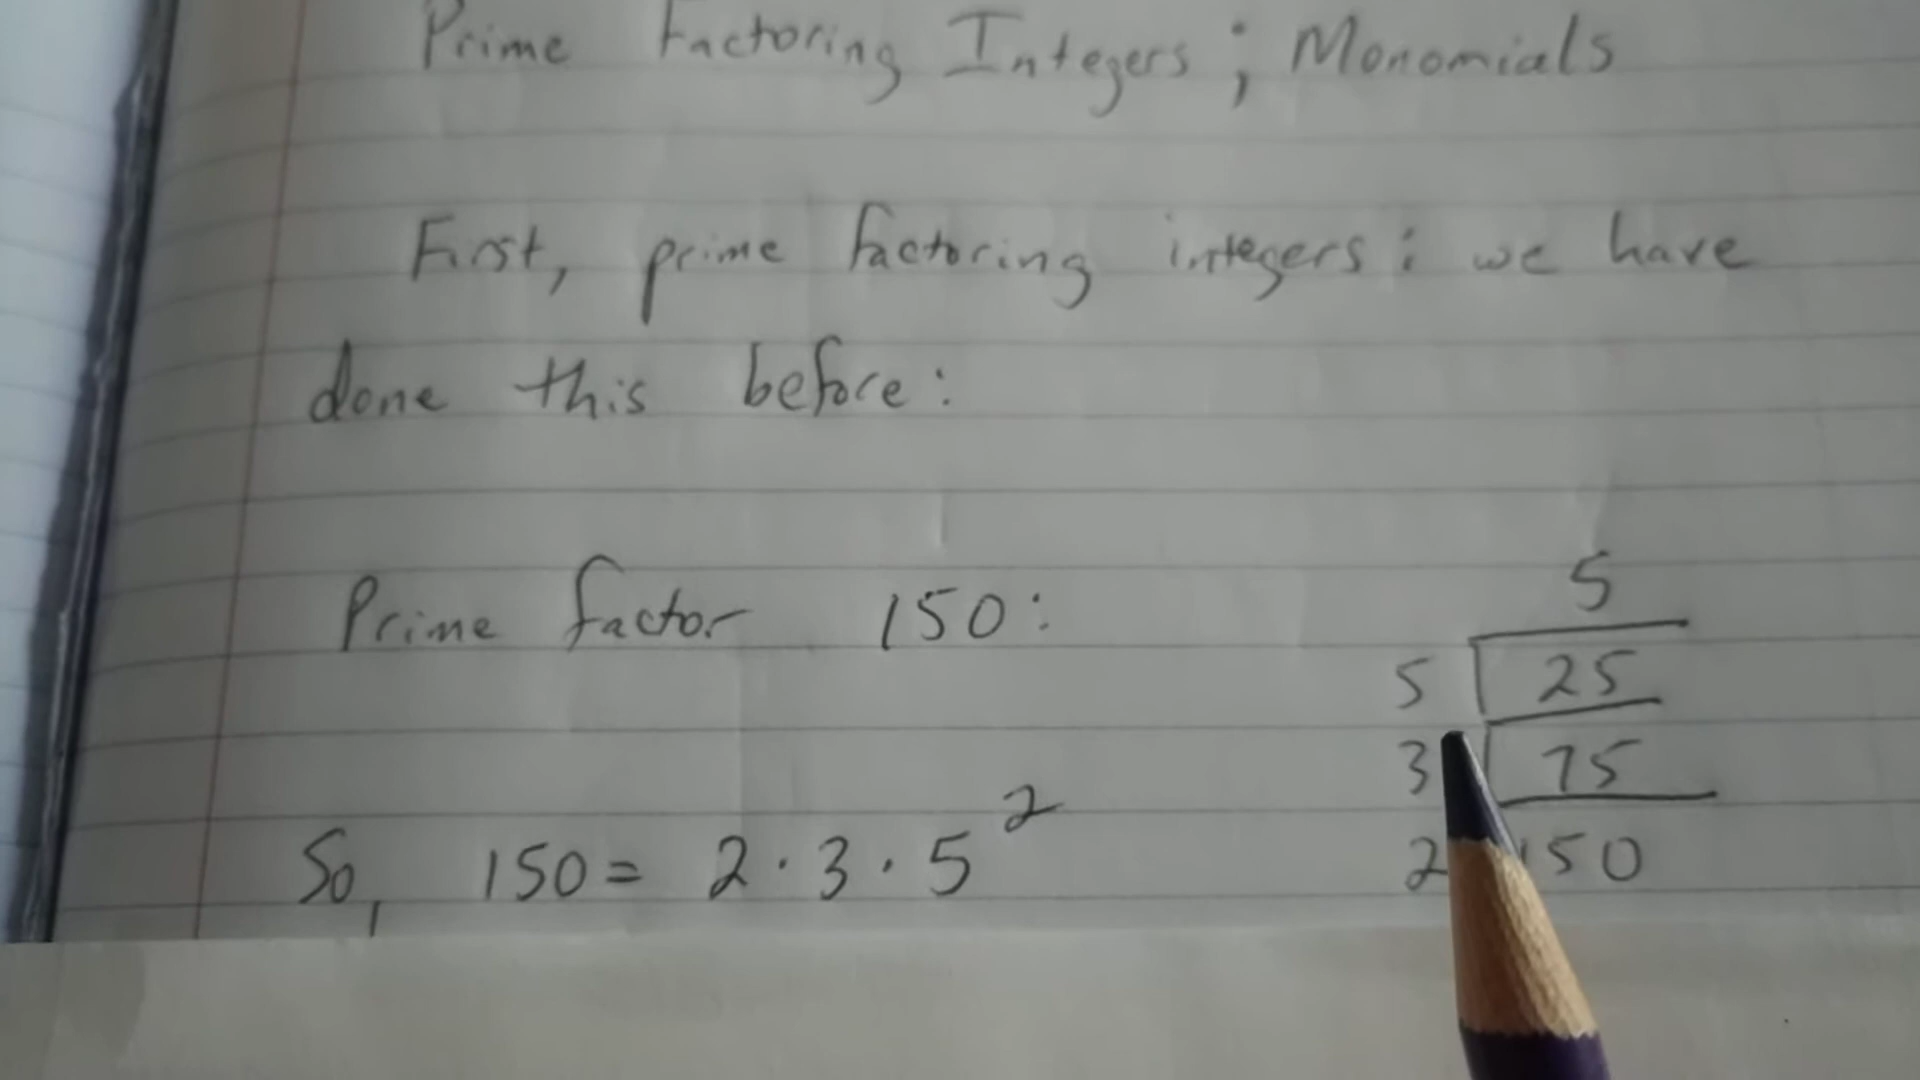 Prime Factoring Integers; Monomials
First, prime factoring integers: we have
done this before:
Prime factor 150:
5
5 25
3 75
2 150
So, 150 = 2 · 3 · 5²